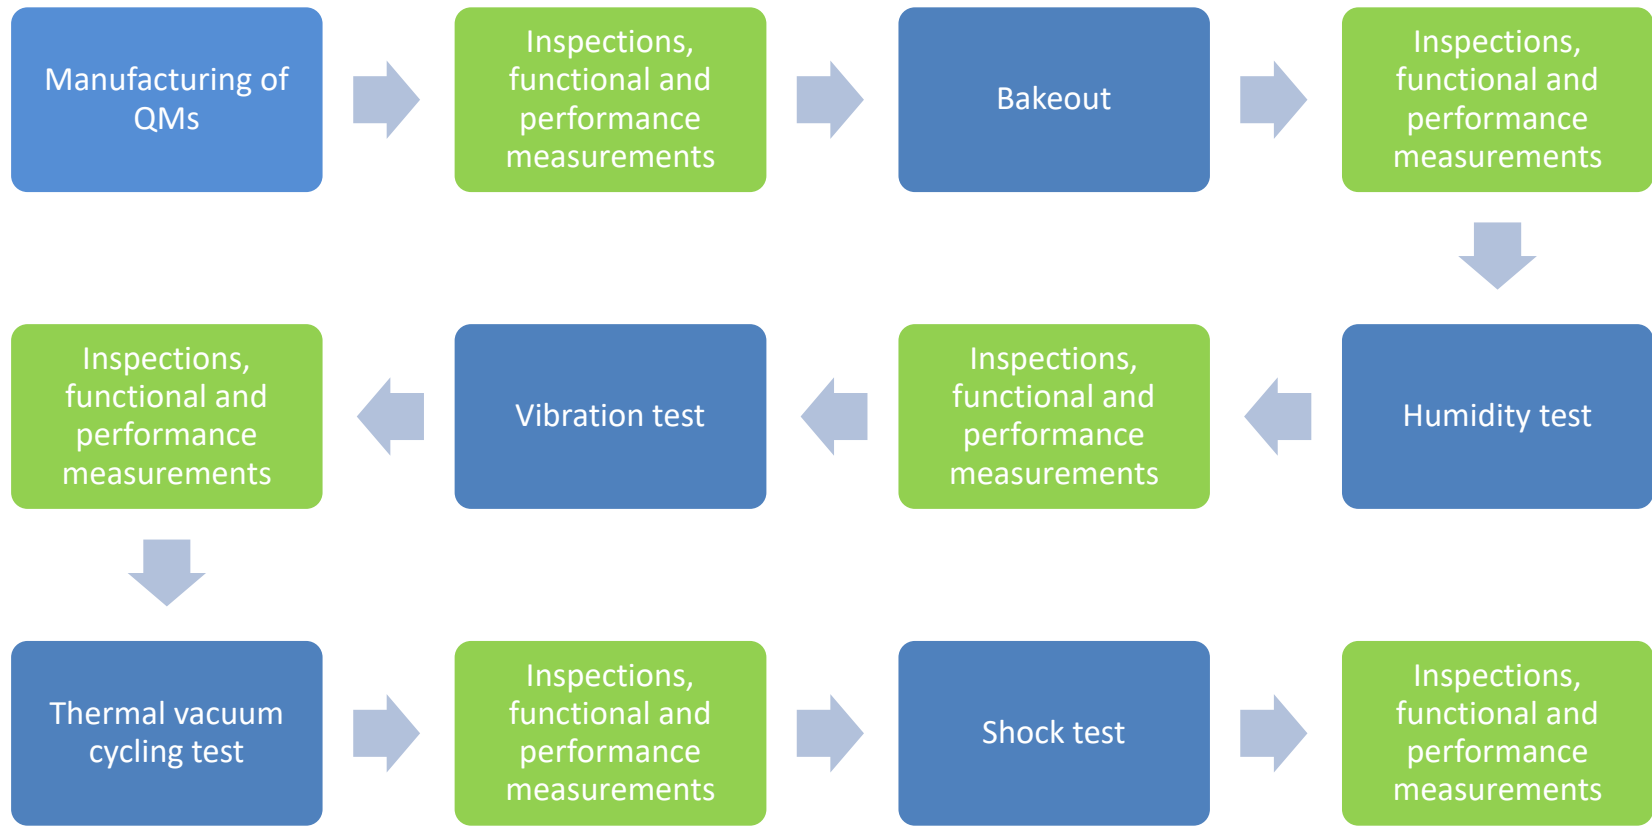 Manufacturing of
QMs
Inspections,
functional and
performance
measurements
Bakeout
Inspections,
functional and
performance
measurements
Humidity test
Inspections,
functional and
performance
measurements
Vibration test
Inspections,
functional and
performance
measurements
Thermal vacuum
cycling test
Inspections,
functional and
performance
measurements
Shock test
Inspections,
functional and
performance
measurements